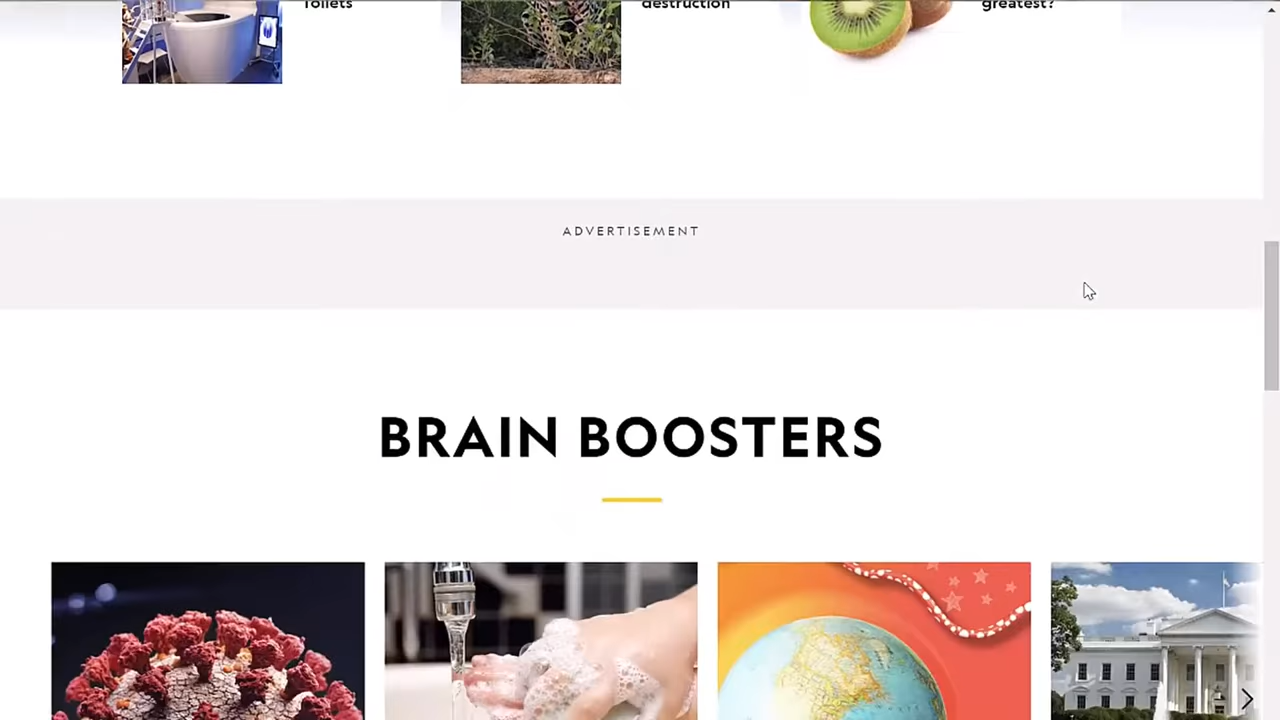 Toilets
destruction
greatest?
ADVERTISEMENT
BRAIN BOOSTERS